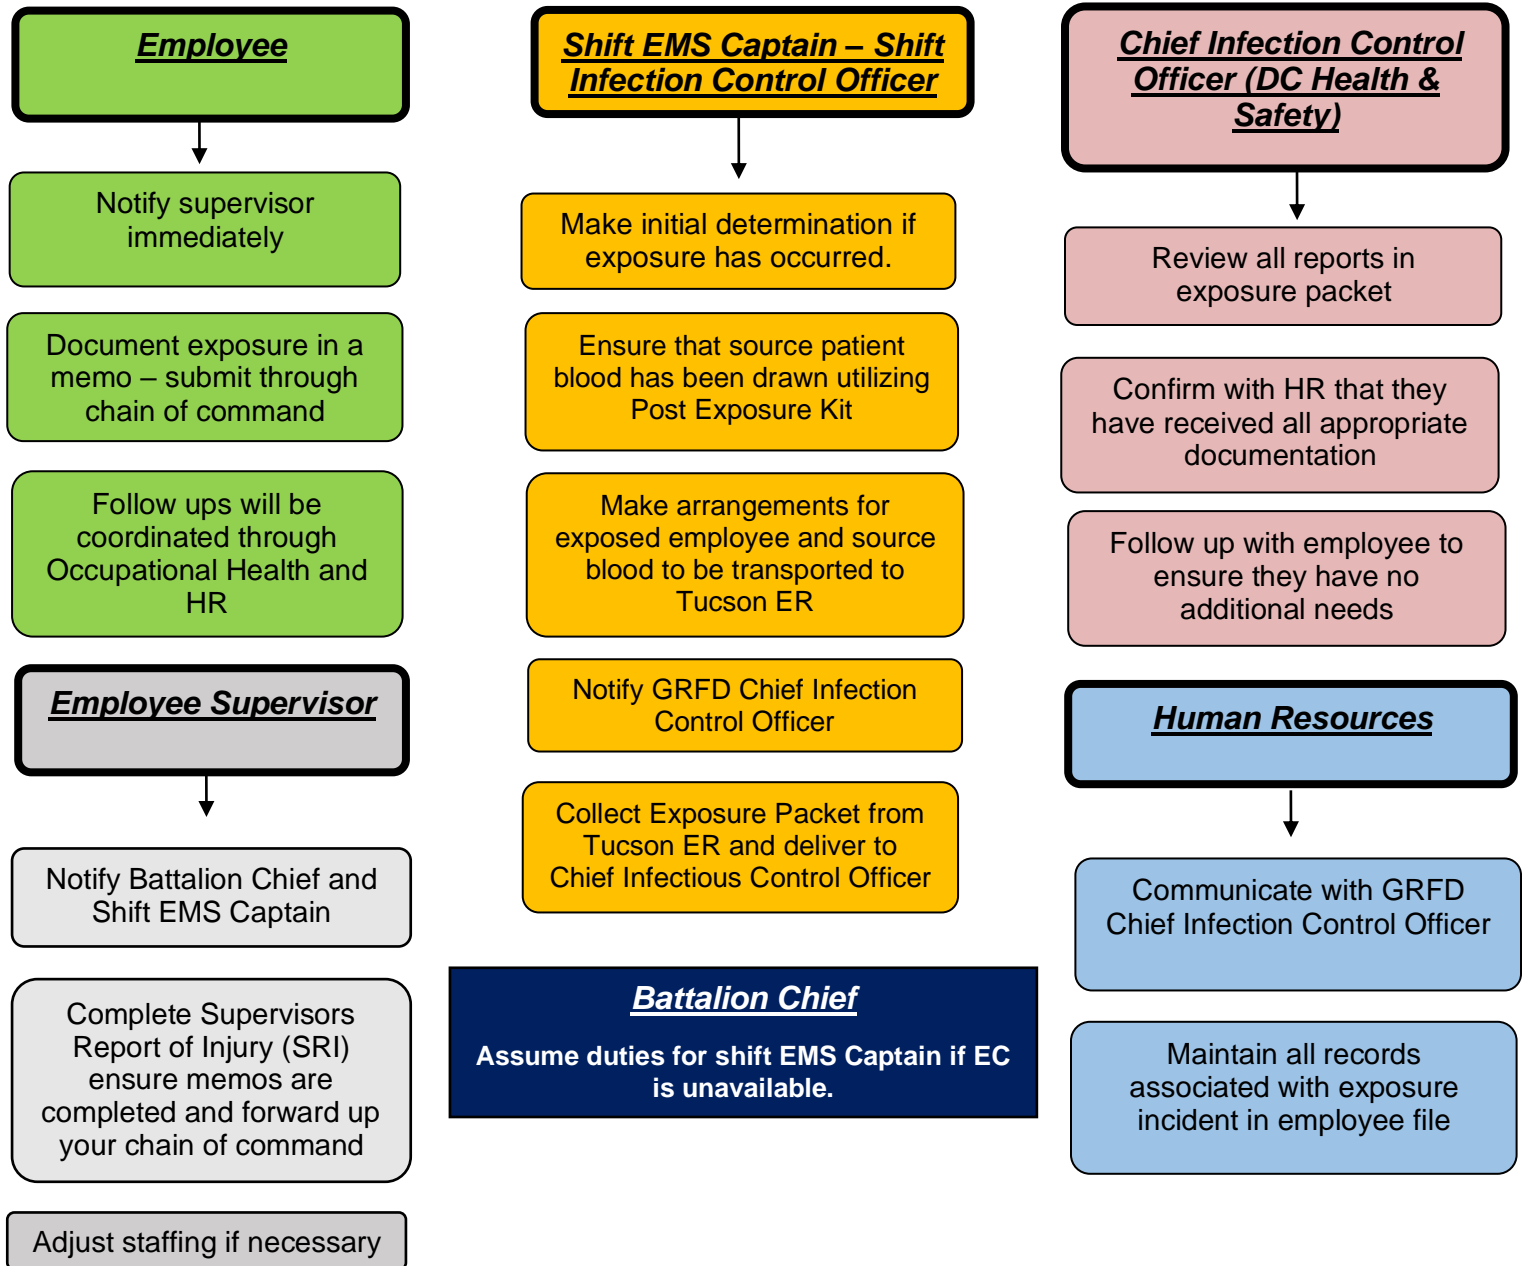 Employee
Notify supervisor
immediately
Document exposure in a
memo – submit through
chain of command
Follow ups will be
coordinated through
Occupational Health and
HR
Employee Supervisor
Notify Battalion Chief and
Shift EMS Captain
Complete Supervisors
Report of Injury (SRI)
ensure memos are
completed and forward up
your chain of command
Adjust staffing if necessary
Shift EMS Captain – Shift
Infection Control Officer
Make initial determination if
exposure has occurred.
Ensure that source patient
blood has been drawn utilizing
Post Exposure Kit
Make arrangements for
exposed employee and source
blood to be transported to
Tucson ER
Notify GRFD Chief Infection
Control Officer
Collect Exposure Packet from
Tucson ER and deliver to
Chief Infectious Control Officer
Battalion Chief
Assume duties for shift EMS Captain if EC
is unavailable.
Chief Infection Control
Officer (DC Health &
Safety)
Review all reports in
exposure packet
Confirm with HR that they
have received all appropriate
documentation
Follow up with employee to
ensure they have no
additional needs
Human Resources
Communicate with GRFD
Chief Infection Control Officer
Maintain all records
associated with exposure
incident in employee file